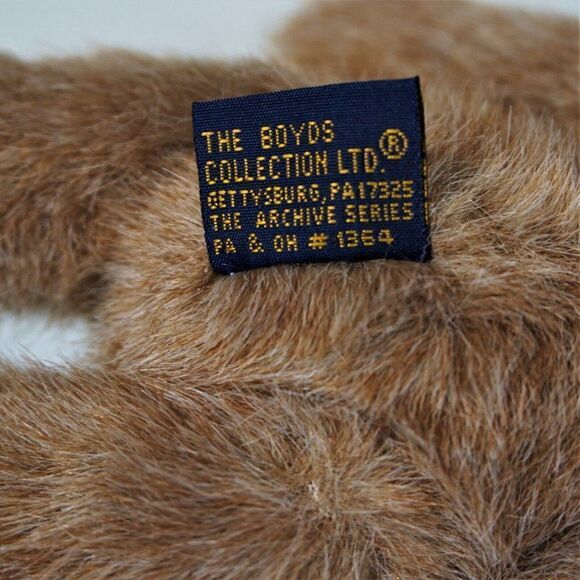 THE BOYDS
COLLECTION LTD.®
GETTYSBURG, PA 17325
THE ARCHIVE SERIES
PA & OH # 1364